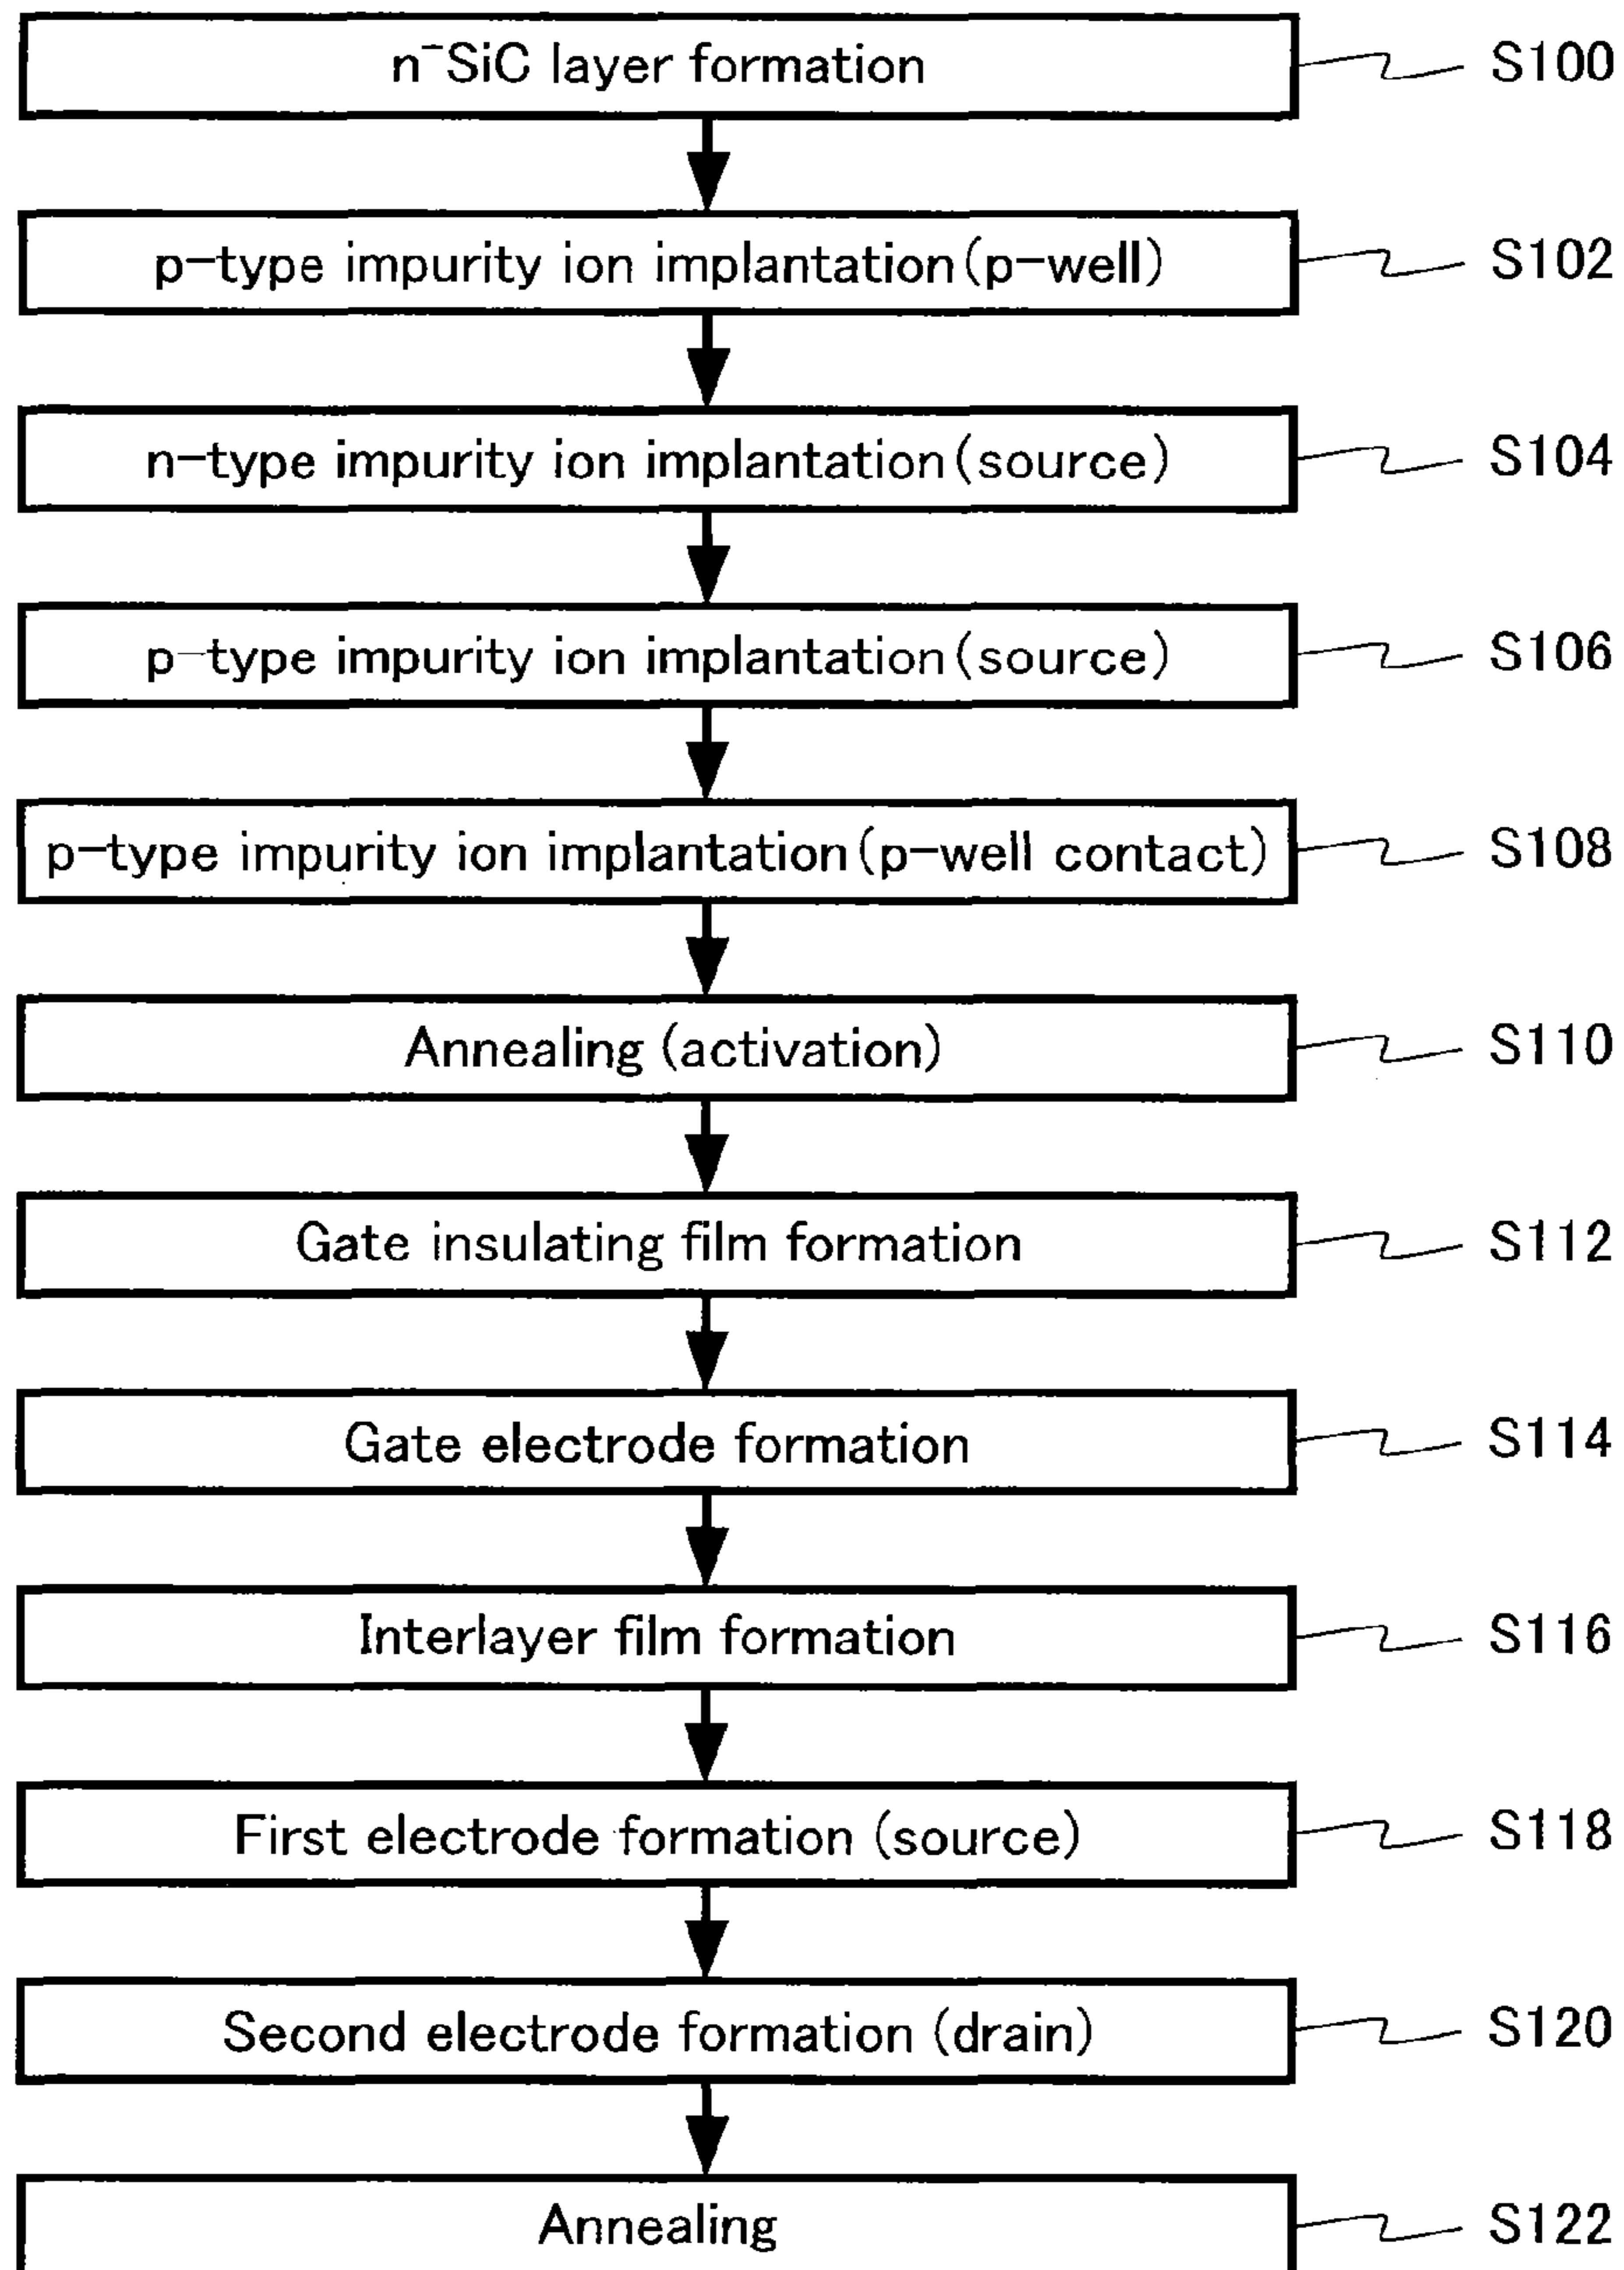 n⁻SiC layer formation S100
p-type impurity ion implantation(p-well) S102
n-type impurity ion implantation(source) S104
p-type impurity ion implantation(source) S106
p-type impurity ion implantation(p-well contact) S108
Annealing (activation) S110
Gate insulating film formation S112
Gate electrode formation S114
Interlayer film formation S116
First electrode formation (source) S118
Second electrode formation (drain) S120
Annealing S122